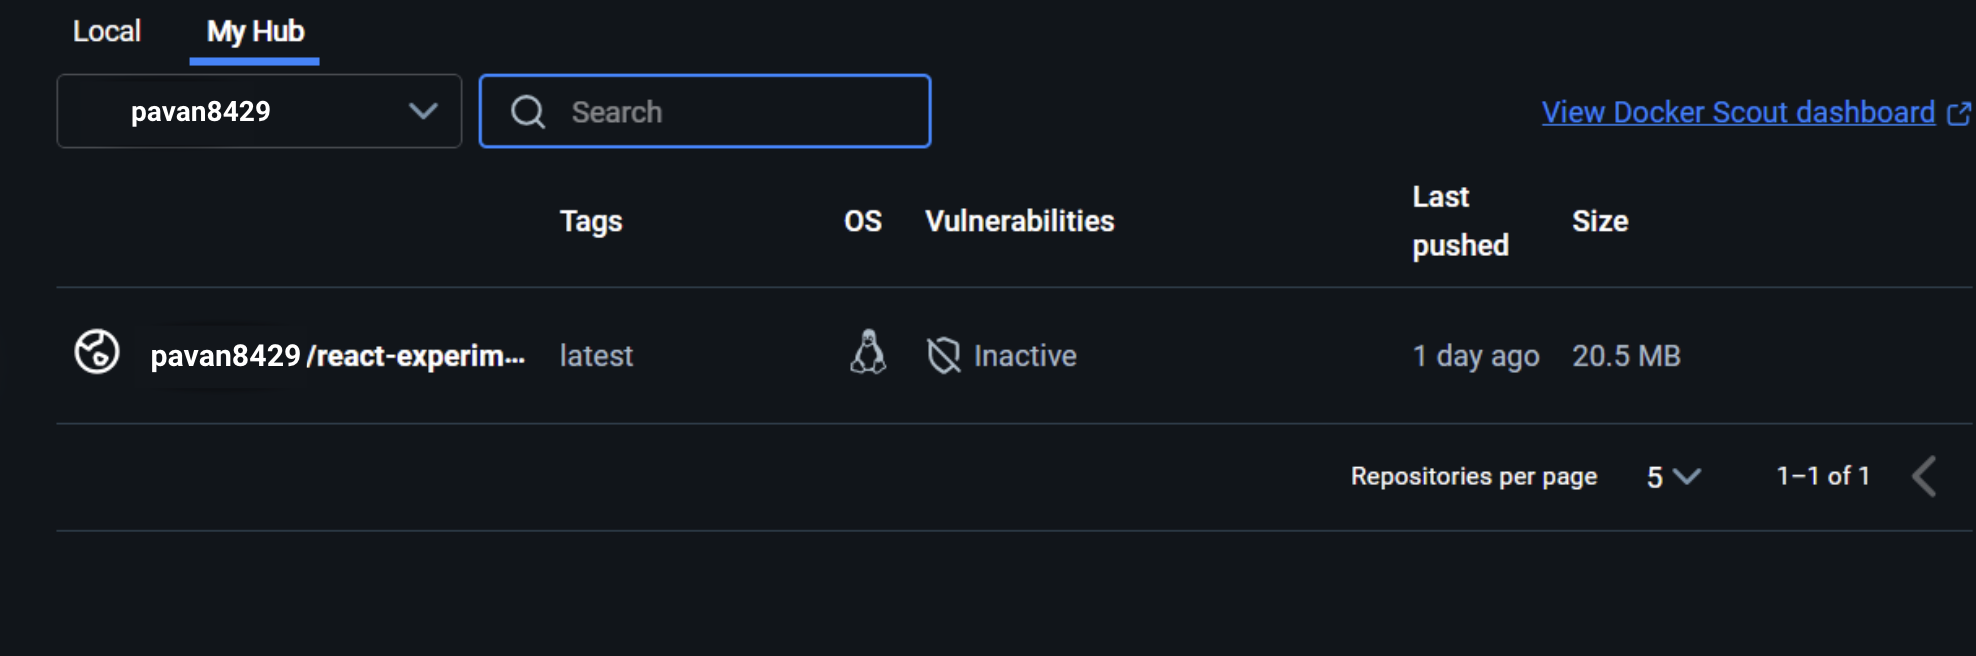 Local My Hub
pavan8429 Search View Docker Scout dashboard
Tags OS Vulnerabilities Last pushed Size
pavan8429/react-experim... latest Inactive 1 day ago 20.5 MB
Repositories per page 5 1–1 of 1